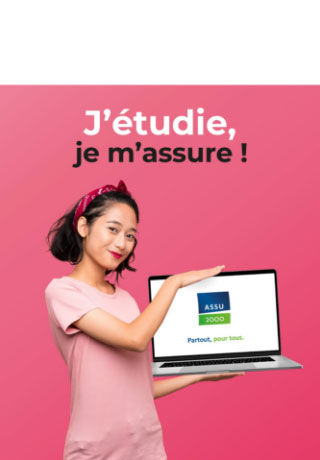 J'étudie,
je m'assure !
ASSU
2000
Partout, pour tous.